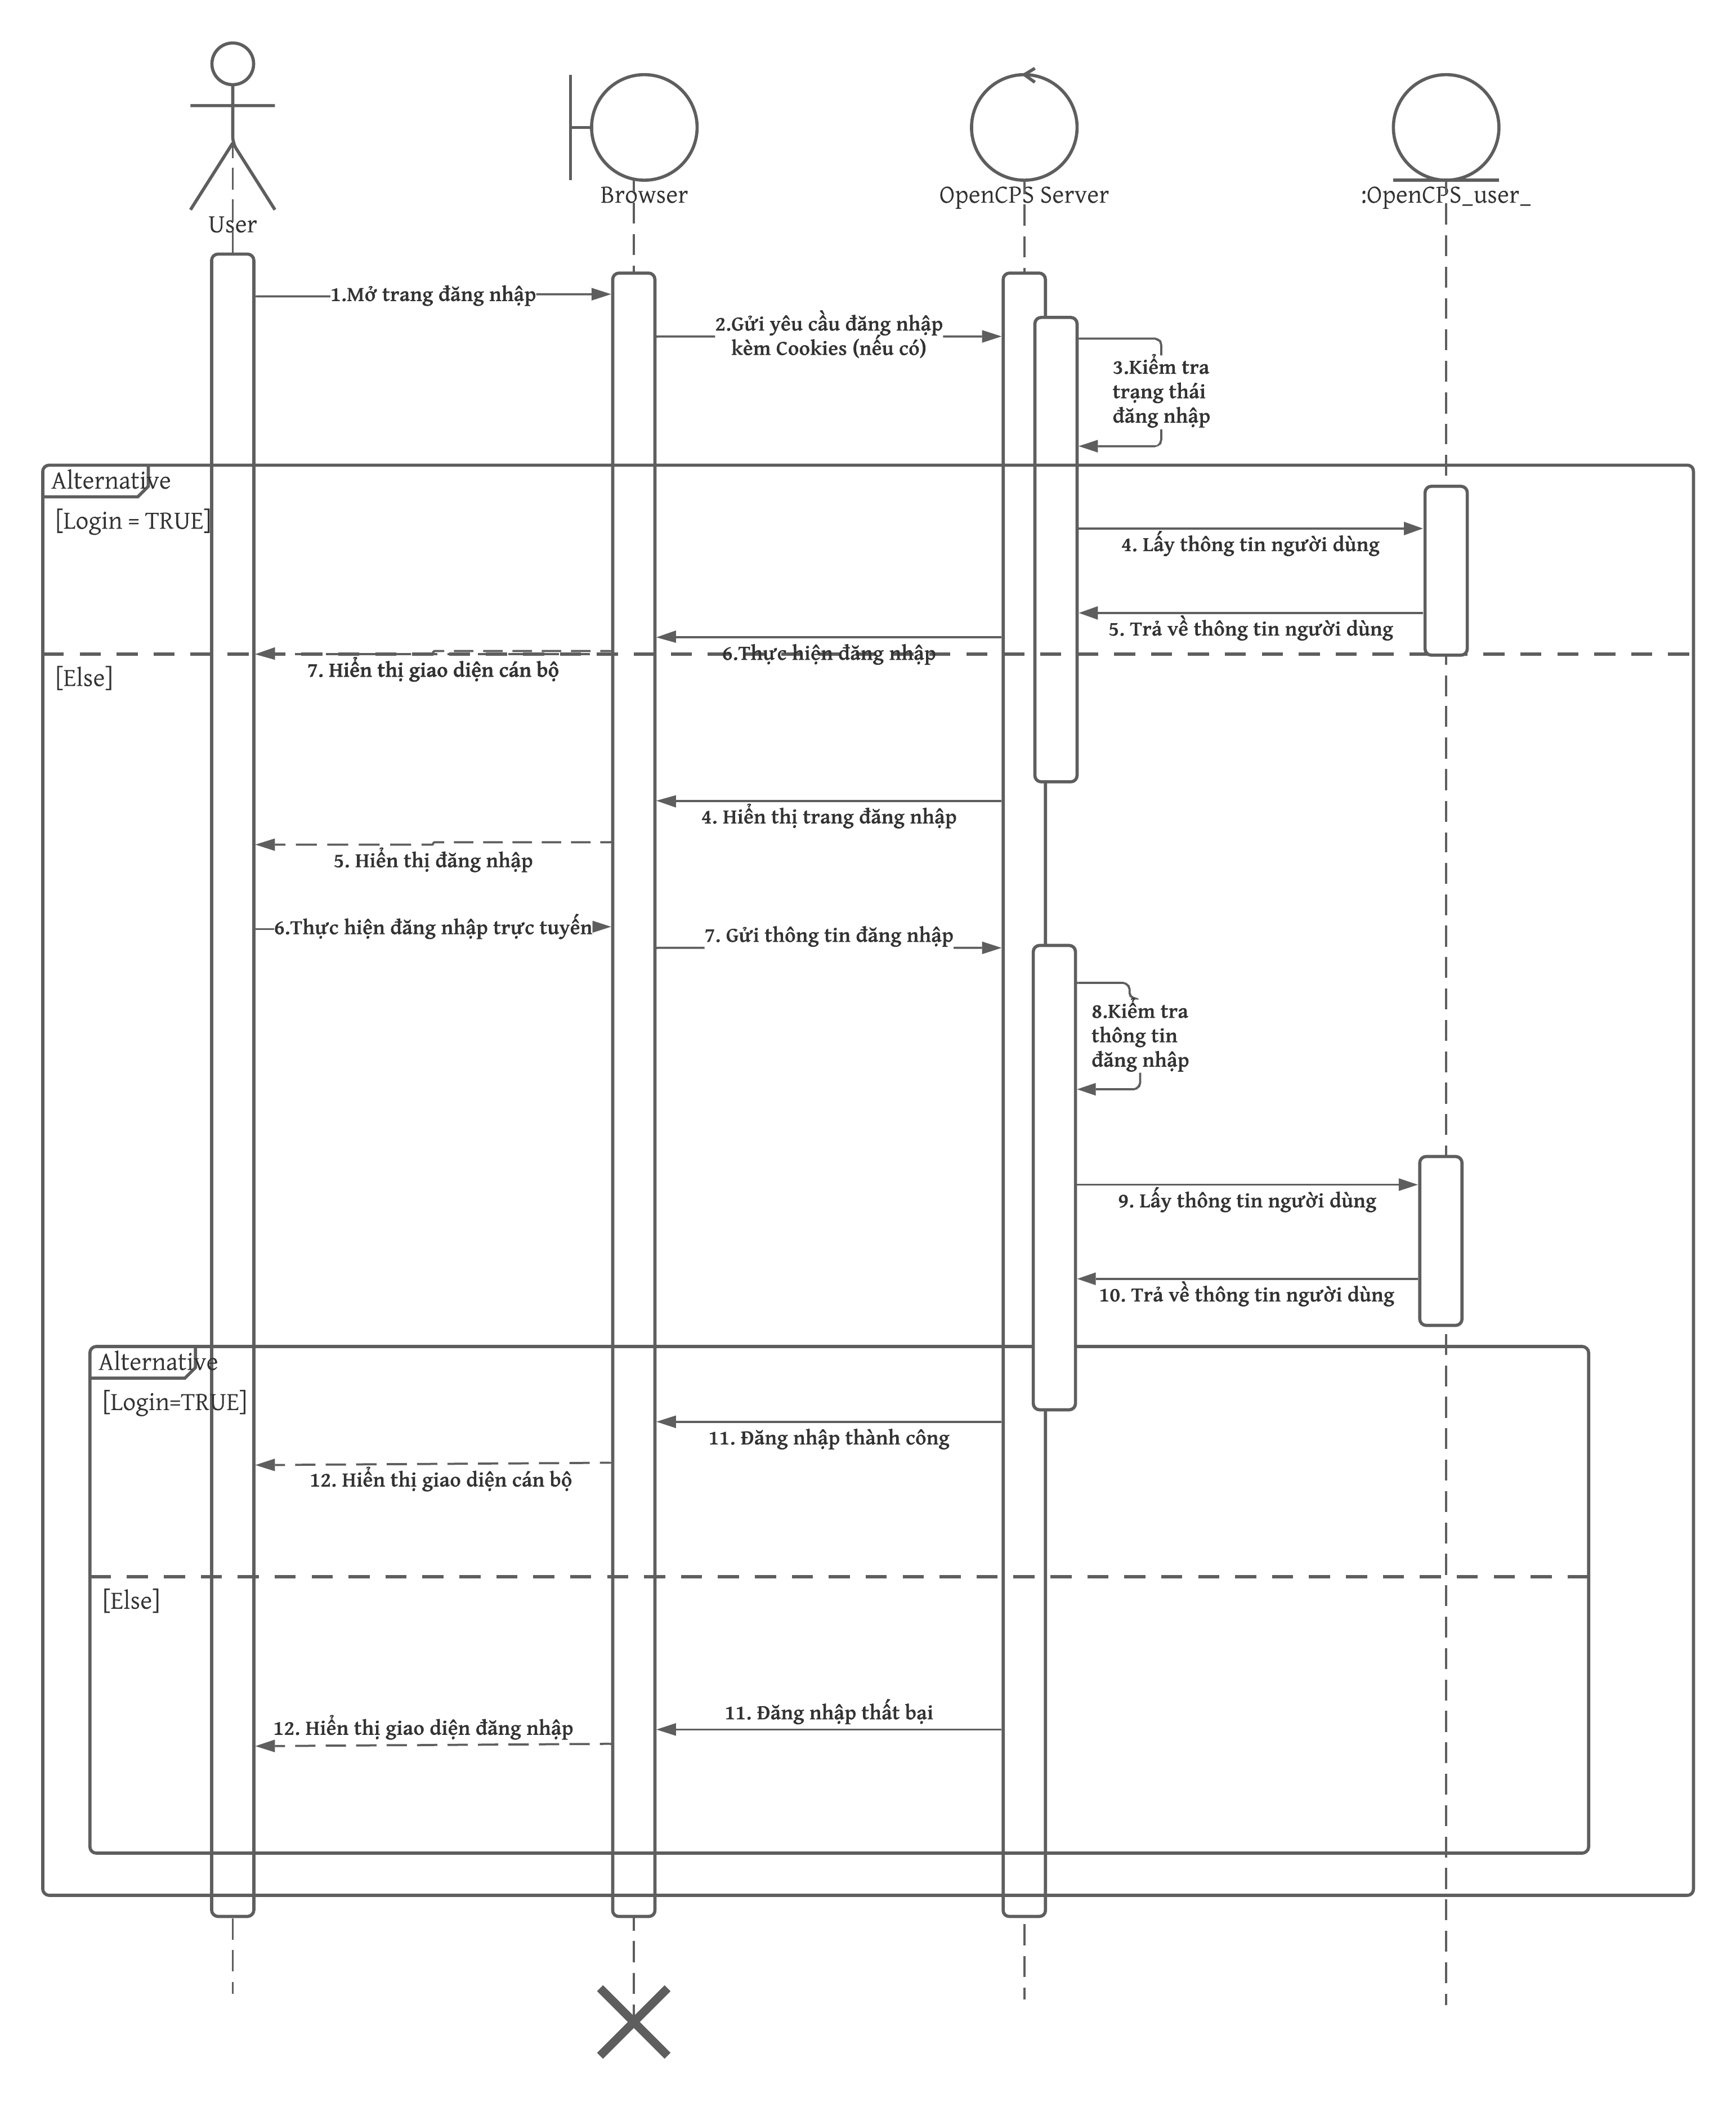 User
Browser
OpenCPS Server
:OpenCPS_user_
1.Mở trang đăng nhập
2.Gửi yêu cầu đăng nhập
kèm Cookies (nếu có)
3.Kiểm tra
trạng thái
đăng nhập
Alternative
[Login = TRUE]
4. Lấy thông tin người dùng
5. Trả về thông tin người dùng
6.Thực hiện đăng nhập
7. Hiển thị giao diện cán bộ
[Else]
4. Hiển thị trang đăng nhập
5. Hiển thị đăng nhập
6.Thực hiện đăng nhập trực tuyến
7. Gửi thông tin đăng nhập
8.Kiểm tra
thông tin
đăng nhập
9. Lấy thông tin người dùng
10. Trả về thông tin người dùng
Alternative
[Login=TRUE]
11. Đăng nhập thành công
12. Hiển thị giao diện cán bộ
[Else]
11. Đăng nhập thất bại
12. Hiển thị giao diện đăng nhập